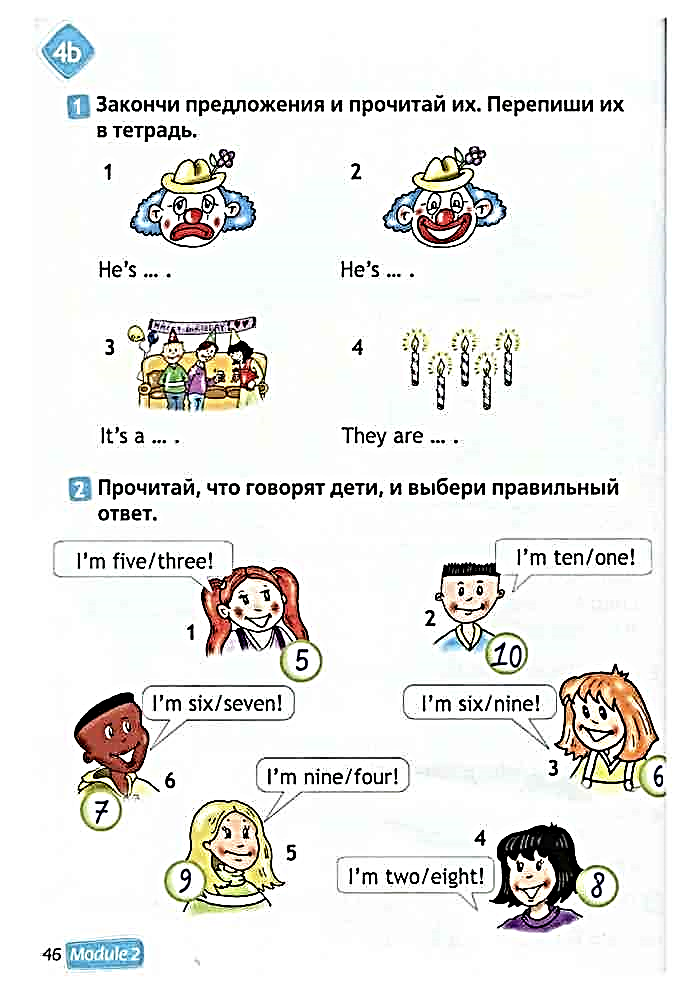 4b
1 Закончи предложения и прочитай их. Перепиши их
в тетрадь.
1
2
He's ... .
He's ... .
HAPPY BIRTHDAY
3
4
It's a ... .
They are ... .
2 Прочитай, что говорят дети, и выбери правильный
ответ.
I'm five/three!
I'm ten/one!
1
5
2
10
I'm six/seven!
I'm six/nine!
6
7
3
6
I'm nine/four!
5
9
4
I'm two/eight!
8
46 Module 2